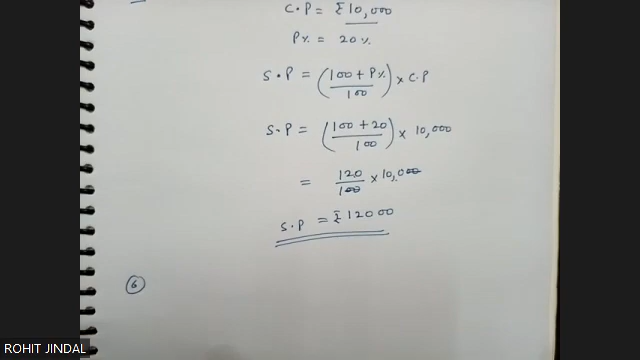 C.P = ₹10,000
P% = 20%
S.P = (100 + P% / 100) × C.P
S.P = (100 + 20 / 100) × 10,000
= 120 / 100 × 10,000
S.P = ₹12000
6
ROHIT JINDAL